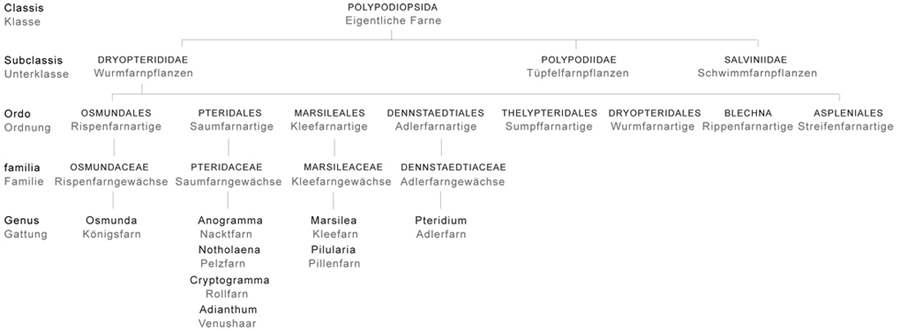 Classis POLYPODIOPSIDA
Klasse Eigentliche Farne
Subclassis DRYOPTERIDIDAE POLYPODIIDAE SALVINIIDAE
Unterklasse Wurmfarnpflanzen Tüpfelfarnpflanzen Schwimmfarnpflanzen
Ordo OSMUNDALES PTERIDALES MARSILEALES DENNSTAEDTIALES THELYPTERIDALES DRYOPTERIDALES BLECHNA ASPLENIALES
Ordnung Rispenfarnartige Saumfarnartige Kleefarnartige Adlerfarnartige Sumpffarnartige Wurmfarnartige Rippenfarnartige Streifenfarnartige
familia OSMUNDACEAE PTERIDACEAE MARSILEACEAE DENNSTAEDTIACEAE
Familie Rispenfarngewächse Saumfarngewächse Kleefarngewächse Adlerfarngewächse
Genus Osmunda Anogramma Marsilea Pteridium
Gattung Königsfarn Nacktfarn Kleefarn Adlerfarn
Notholaena Pilularia
Pelzfarn Pillenfarn
Cryptogramma
Rollfarn
Adianthum
Venushaar